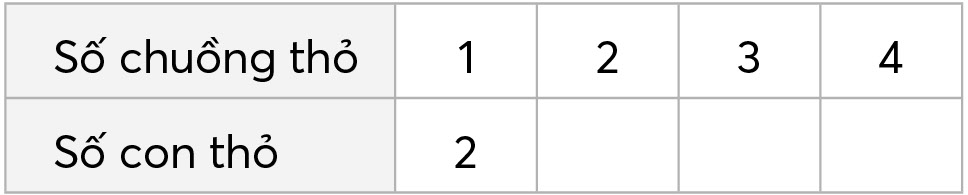 Số chuồng thỏ 1 2 3 4
Số con thỏ 2